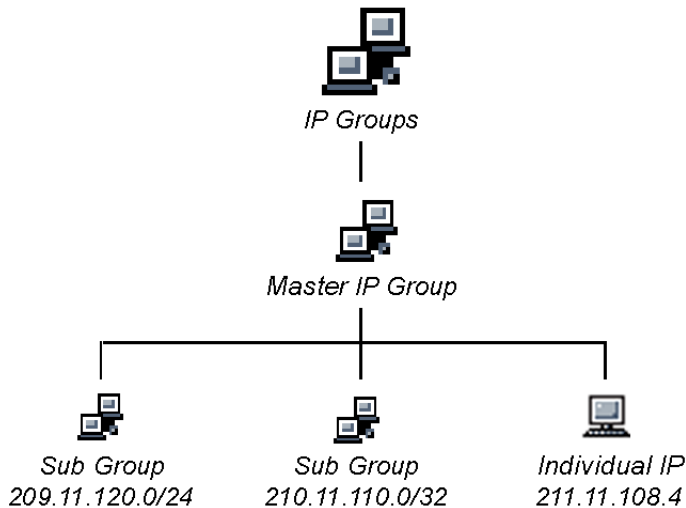 IP Groups
Master IP Group
Sub Group
209.11.120.0/24
Sub Group
210.11.110.0/32
Individual IP
211.11.108.4